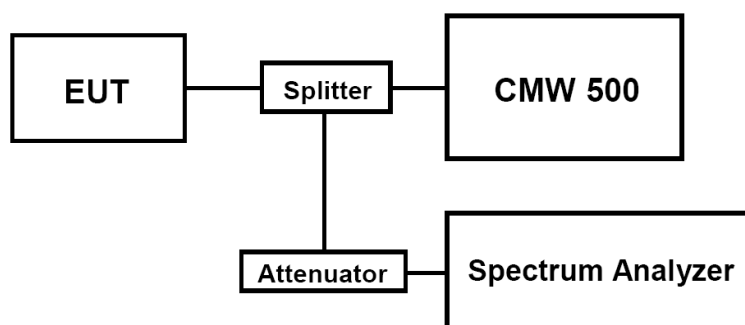 EUT
Splitter
CMW 500
Attenuator
Spectrum Analyzer